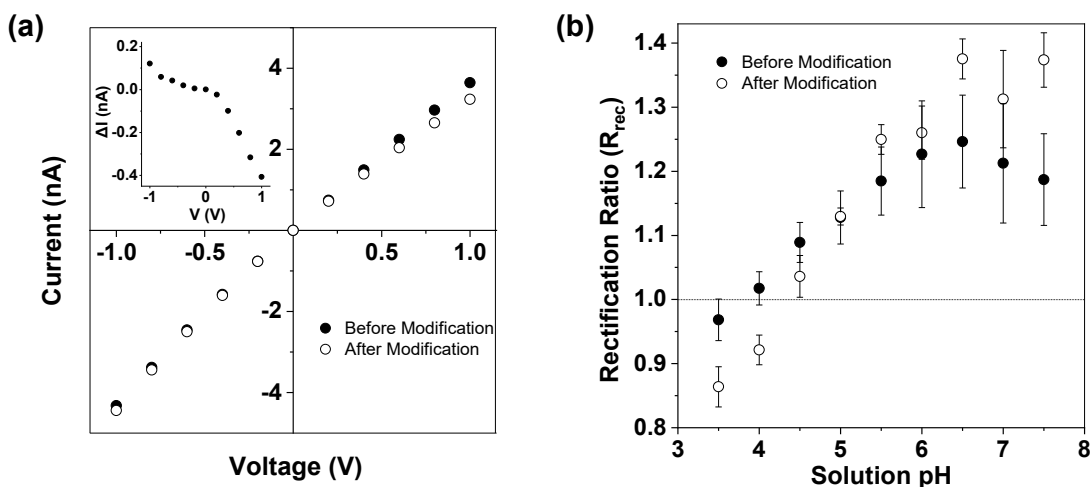 (a)
0.2
0.0
-0.2
-0.4
-1
0
1
ΔI (nA)
V (V)
4
2
-1.0
-0.5
0.5
1.0
-2
-4
Before Modification
After Modification
Current (nA)
Voltage (V)
(b)
1.4
1.3
1.2
1.1
1.0
0.9
0.8
3
4
5
6
7
8
Before Modification
After Modification
Rectification Ratio (Rrec)
Solution pH